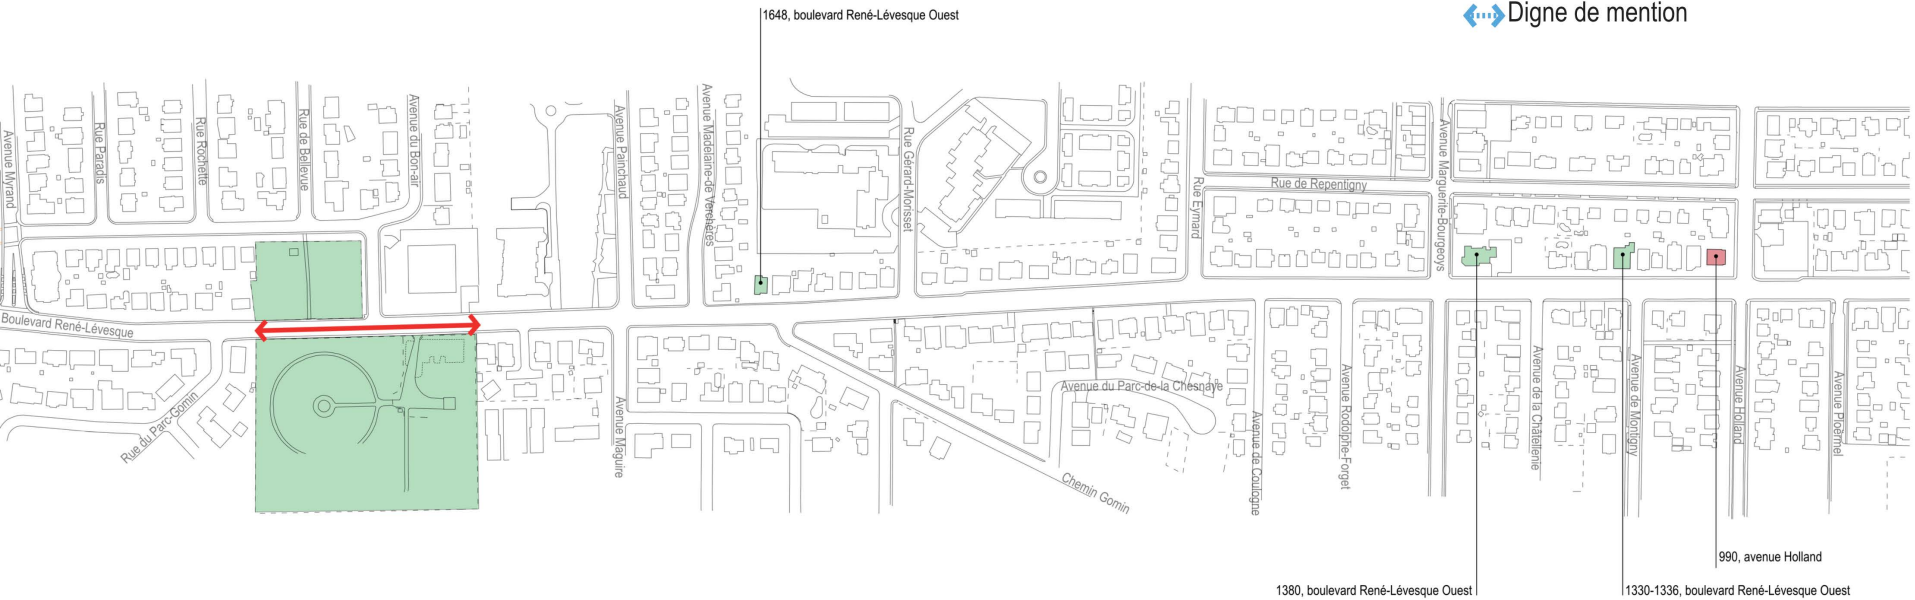 1648, boulevard René-Lévesque Ouest
Digne de mention
Avenue Myrand
Rue Paradis
Rue Rochette
Rue de Bellevue
Avenue du Bon-air
Avenue Painchaud
Avenue Madelaine-de Verchères
Rue Gérard-Morisset
Rue Eymard
Rue de Repentigny
Avenue Marguerite-Bourgeoys
Boulevard René-Lévesque
Rue du Parc-Gomin
Avenue Maguire
Avenue du Parc-de-la Chesnaye
Chemin Gomin
Avenue de Coulogne
Avenue Rodolphe-Forget
Avenue de la Châtelenie
Avenue de Montigny
Avenue Holland
Avenue Ploërmel
990, avenue Holland
1380, boulevard René-Lévesque Ouest
1330-1336, boulevard René-Lévesque Ouest